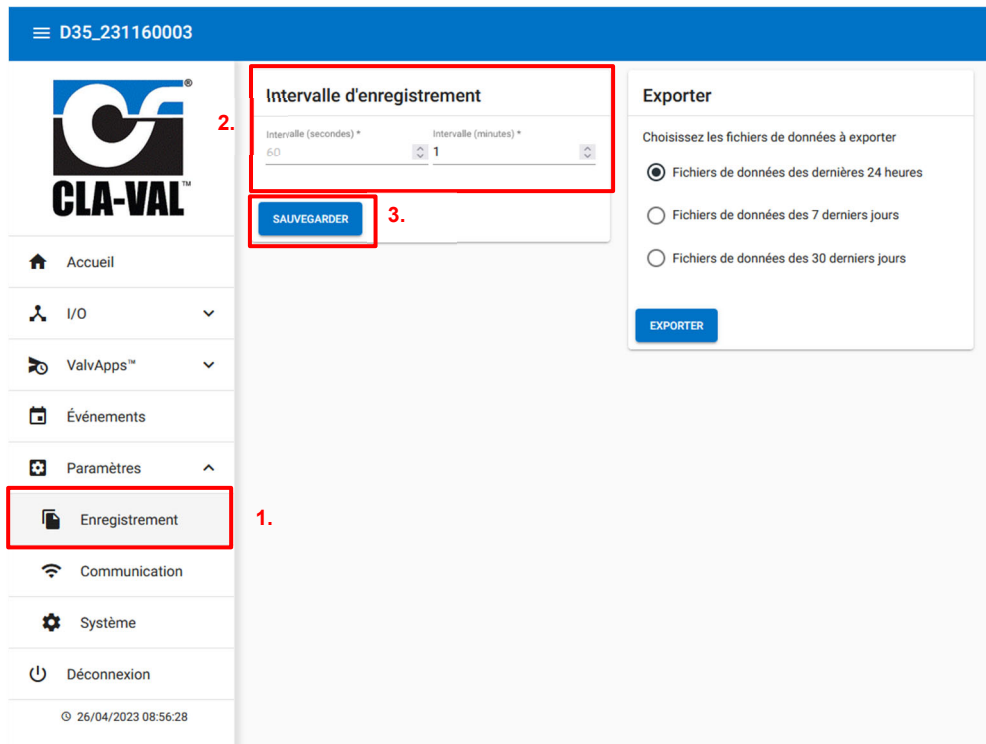 D35_231160003
®
CLA-VAL™
Accueil
I/O
ValvApps™
Événements
Paramètres
Enregistrement
1.
Communication
Système
Déconnexion
26/04/2023 08:56:28
2.
Intervalle d'enregistrement
Intervalle (secondes) *
Intervalle (minutes) *
60
1
SAUVEGARDER
3.
Exporter
Choisissez les fichiers de données à exporter
Fichiers de données des dernières 24 heures
Fichiers de données des 7 derniers jours
Fichiers de données des 30 derniers jours
EXPORTER